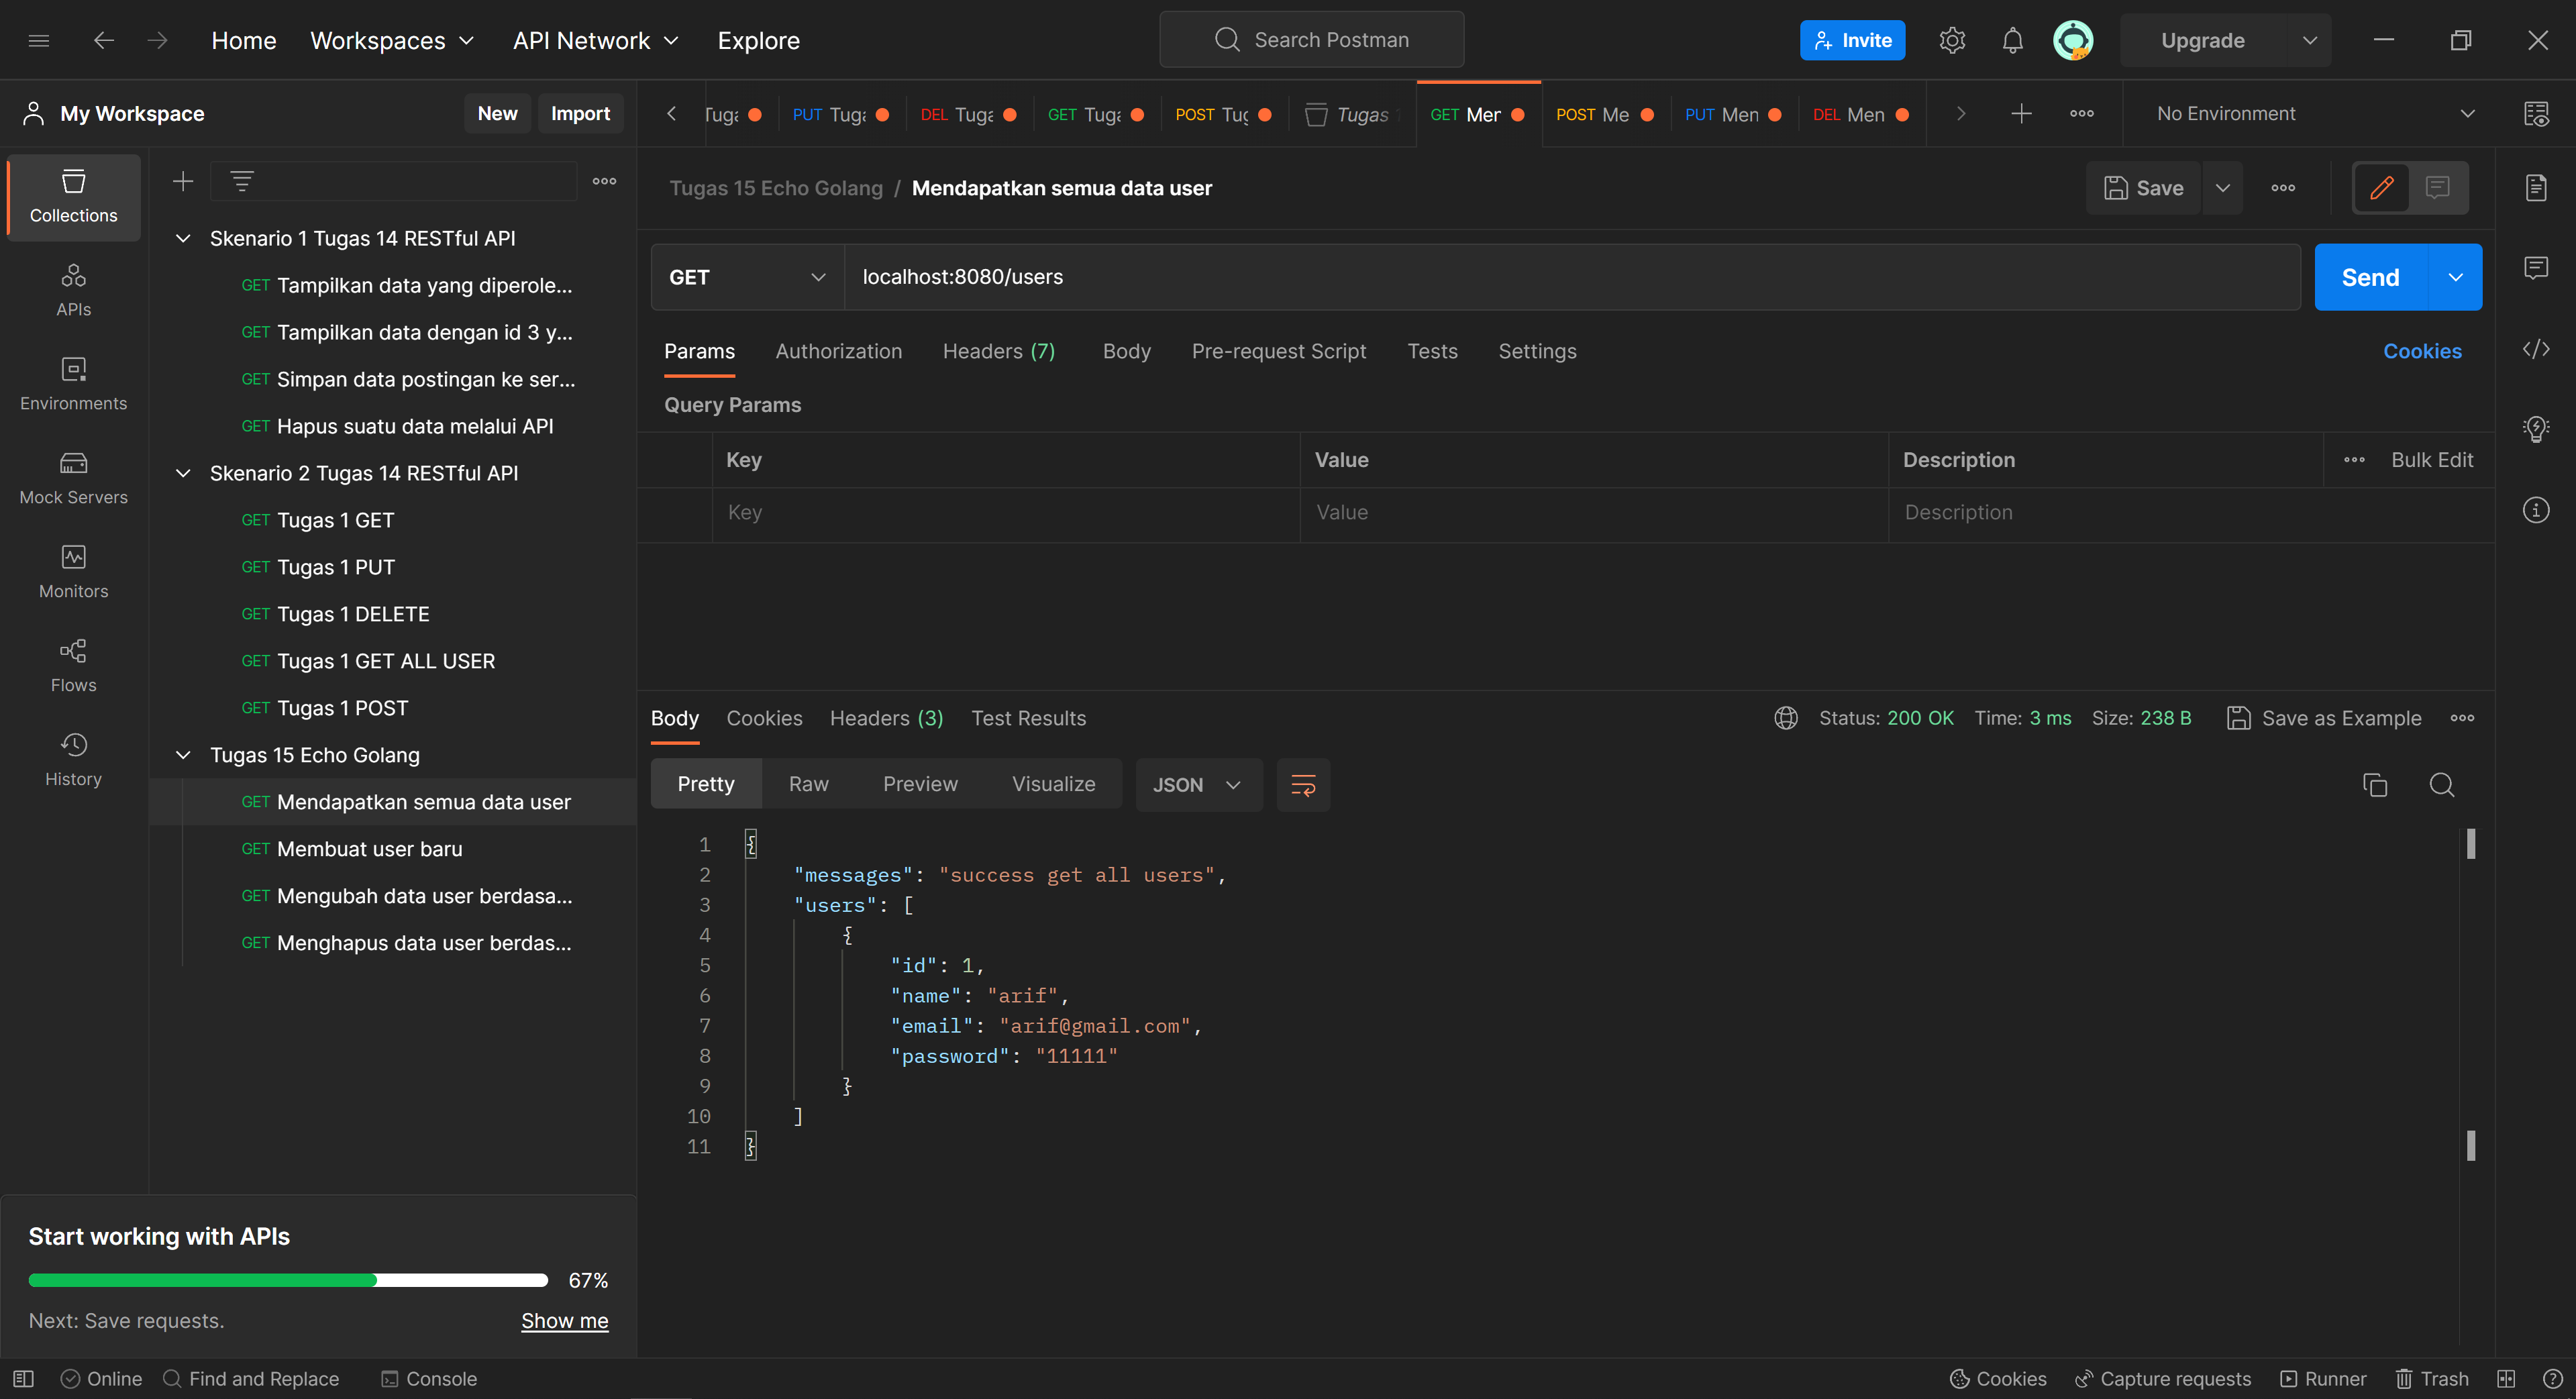 Home Workspaces API Network Explore Search Postman Invite Upgrade
My Workspace New Import
Tuga PUT Tuga DEL Tuga GET Tuga POST Tug Tugas GET Mer POST Me PUT Men DEL Men No Environment
Collections
APIs
Environments
Mock Servers
Monitors
Flows
History
Skenario 1 Tugas 14 RESTful API
GET Tampilkan data yang diperole...
GET Tampilkan data dengan id 3 y...
GET Simpan data postingan ke ser...
GET Hapus suatu data melalui API
Skenario 2 Tugas 14 RESTful API
GET Tugas 1 GET
GET Tugas 1 PUT
GET Tugas 1 DELETE
GET Tugas 1 GET ALL USER
GET Tugas 1 POST
Tugas 15 Echo Golang
GET Mendapatkan semua data user
GET Membuat user baru
GET Mengubah data user berdasa...
GET Menghapus data user berdas...
Start working with APIs
67%
Next: Save requests. Show me
Tugas 15 Echo Golang / Mendapatkan semua data user Save
GET localhost:8080/users Send
Params Authorization Headers (7) Body Pre-request Script Tests Settings Cookies
Query Params
Key Value Description Bulk Edit
Key Value Description
Body Cookies Headers (3) Test Results Status: 200 OK Time: 3 ms Size: 238 B Save as Example
Pretty Raw Preview Visualize JSON
1 {
2 "messages": "success get all users",
3 "users": [
4 {
5 "id": 1,
6 "name": "arif",
7 "email": "arif@gmail.com",
8 "password": "11111"
9 }
10 ]
11 }
Online Find and Replace Console Cookies Capture requests Runner Trash